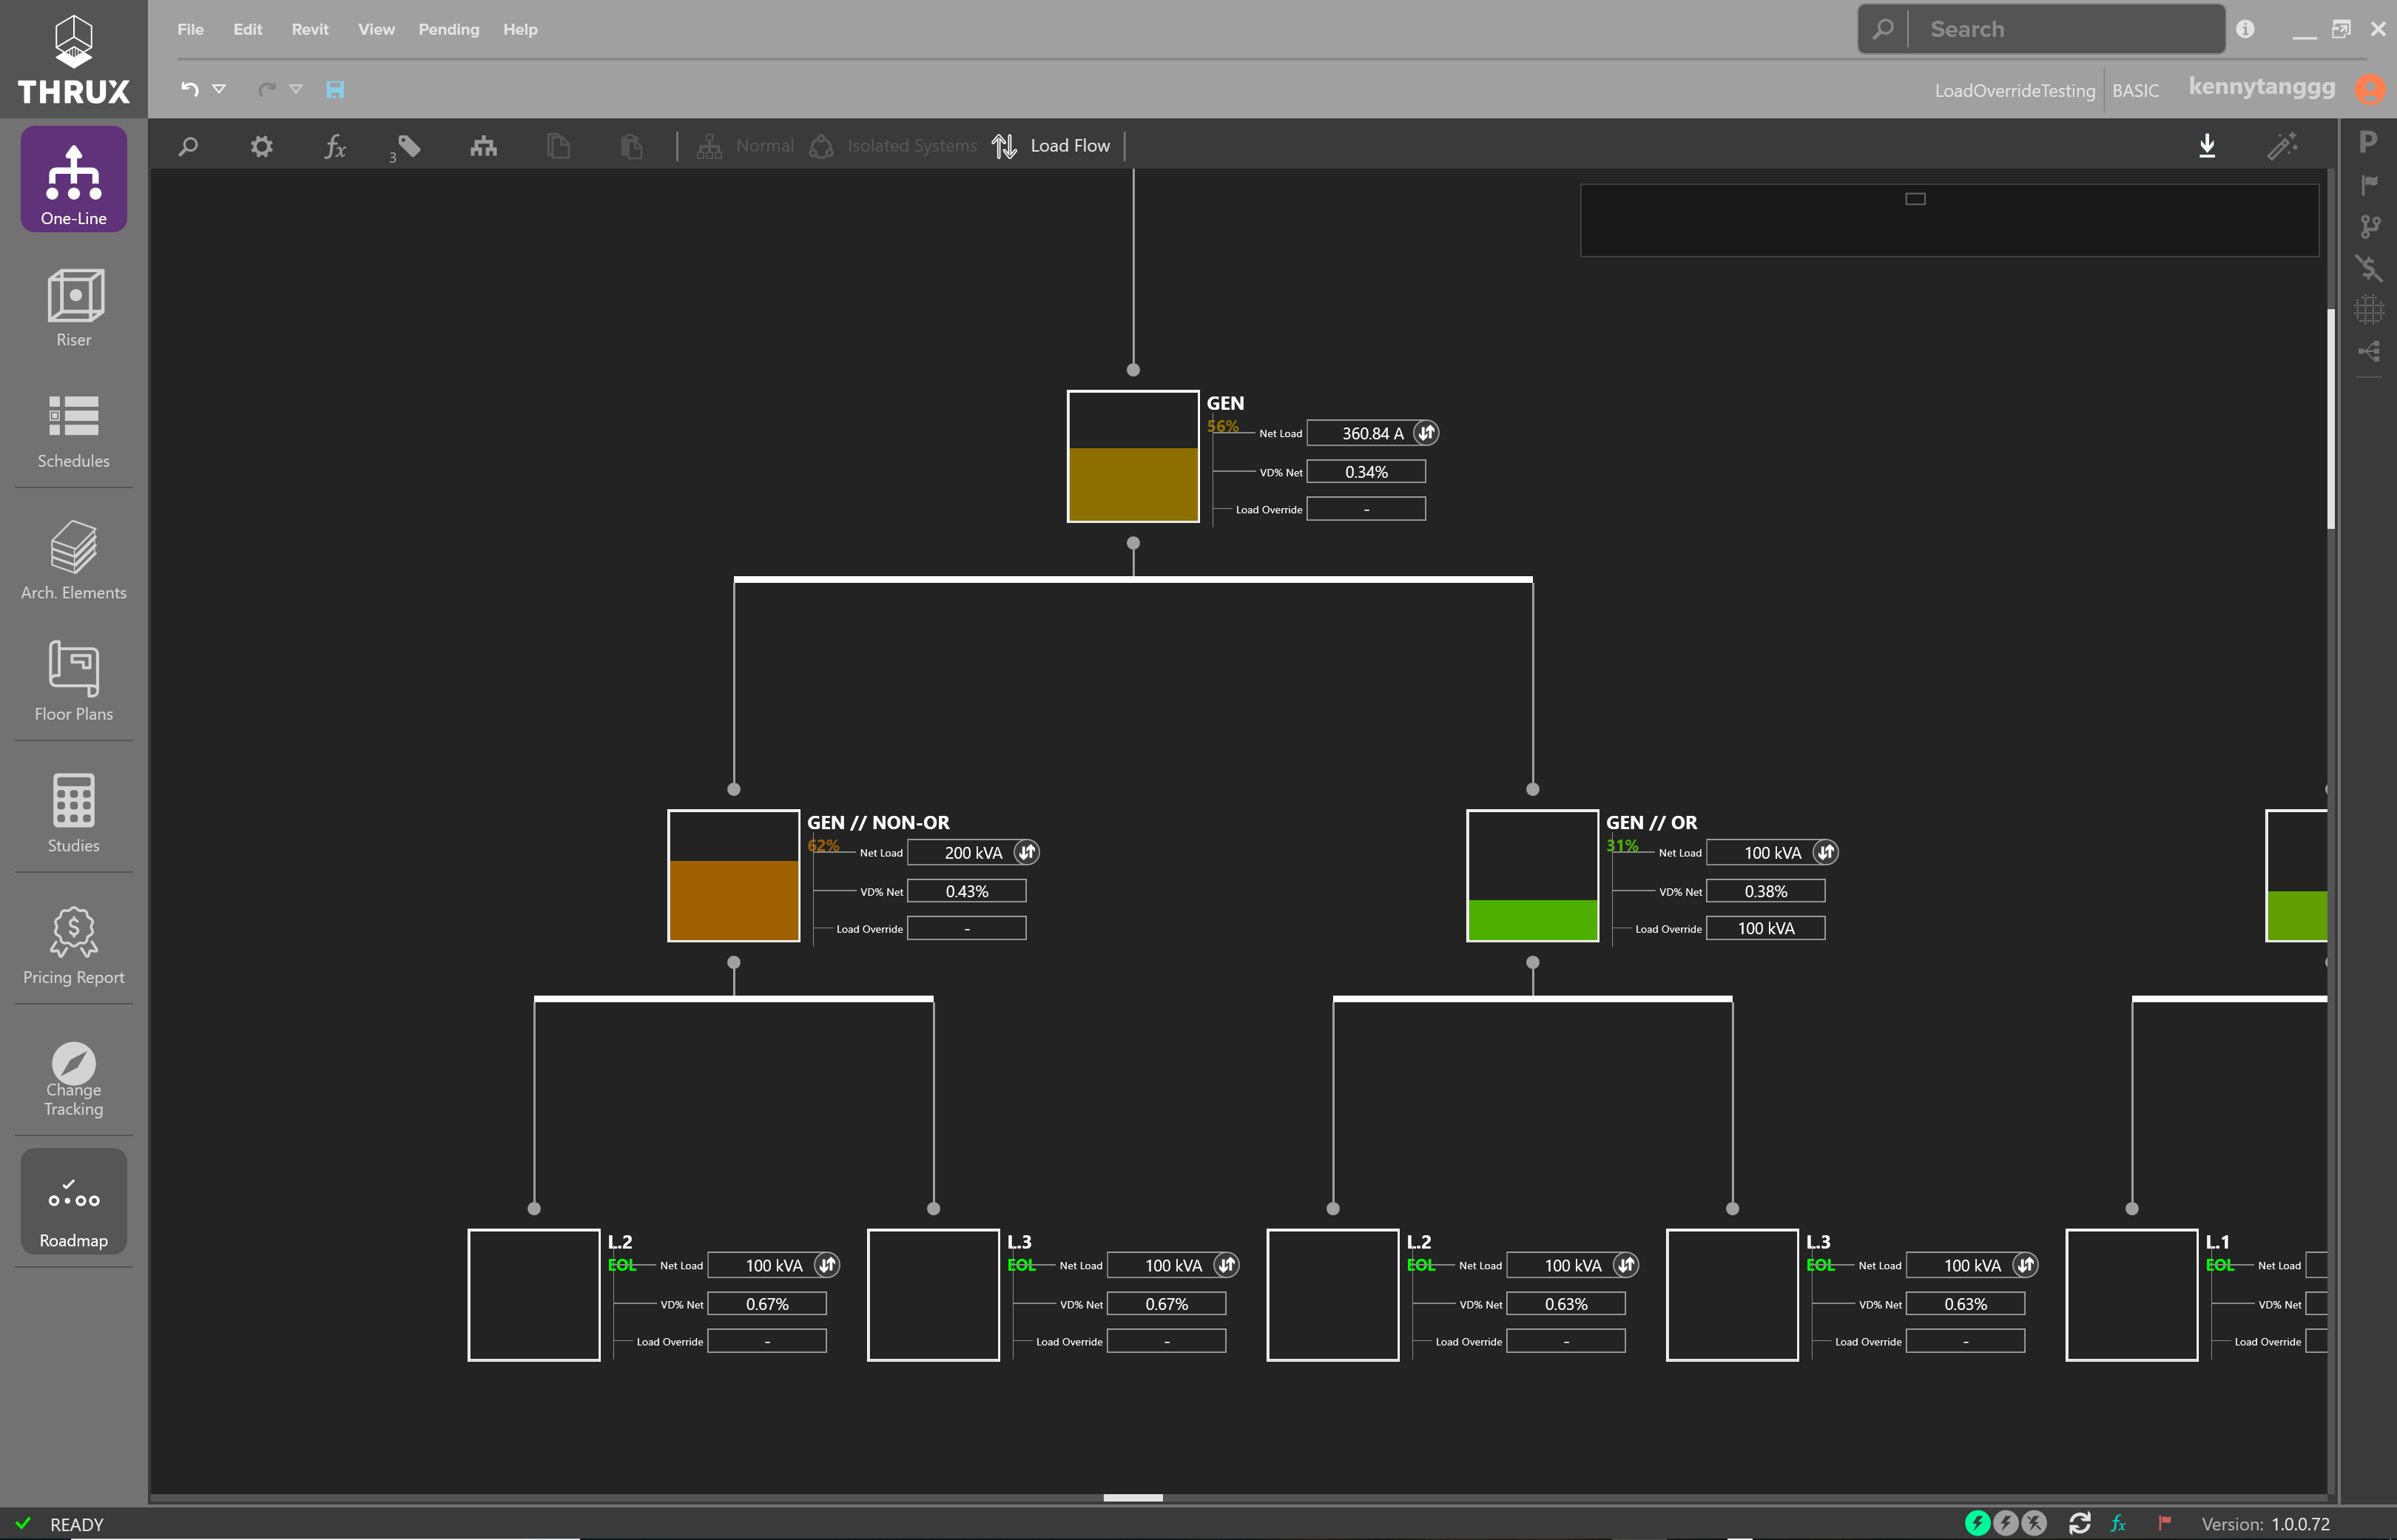 File Edit Revit View Pending Help
Search
THRUX
LoadOverrideTesting BASIC kennytanggg
3 Normal Isolated Systems Load Flow
P
One-Line
Riser
Schedules
Arch. Elements
Floor Plans
Studies
Pricing Report
Change
Tracking
Roadmap
GEN
56%
Net Load 360.84 A
VD% Net 0.34%
Load Override -
GEN // NON-OR
62%
Net Load 200 kVA
VD% Net 0.43%
Load Override -
GEN // OR
31%
Net Load 100 kVA
VD% Net 0.38%
Load Override 100 kVA
L.2
EOL
Net Load 100 kVA
VD% Net 0.67%
Load Override -
L.3
EOL
Net Load 100 kVA
VD% Net 0.67%
Load Override -
L.2
EOL
Net Load 100 kVA
VD% Net 0.63%
Load Override -
L.3
EOL
Net Load 100 kVA
VD% Net 0.63%
Load Override -
L.1
EOL
Net Load
VD% Net
Load Override
READY
fx
Version: 1.0.0.72